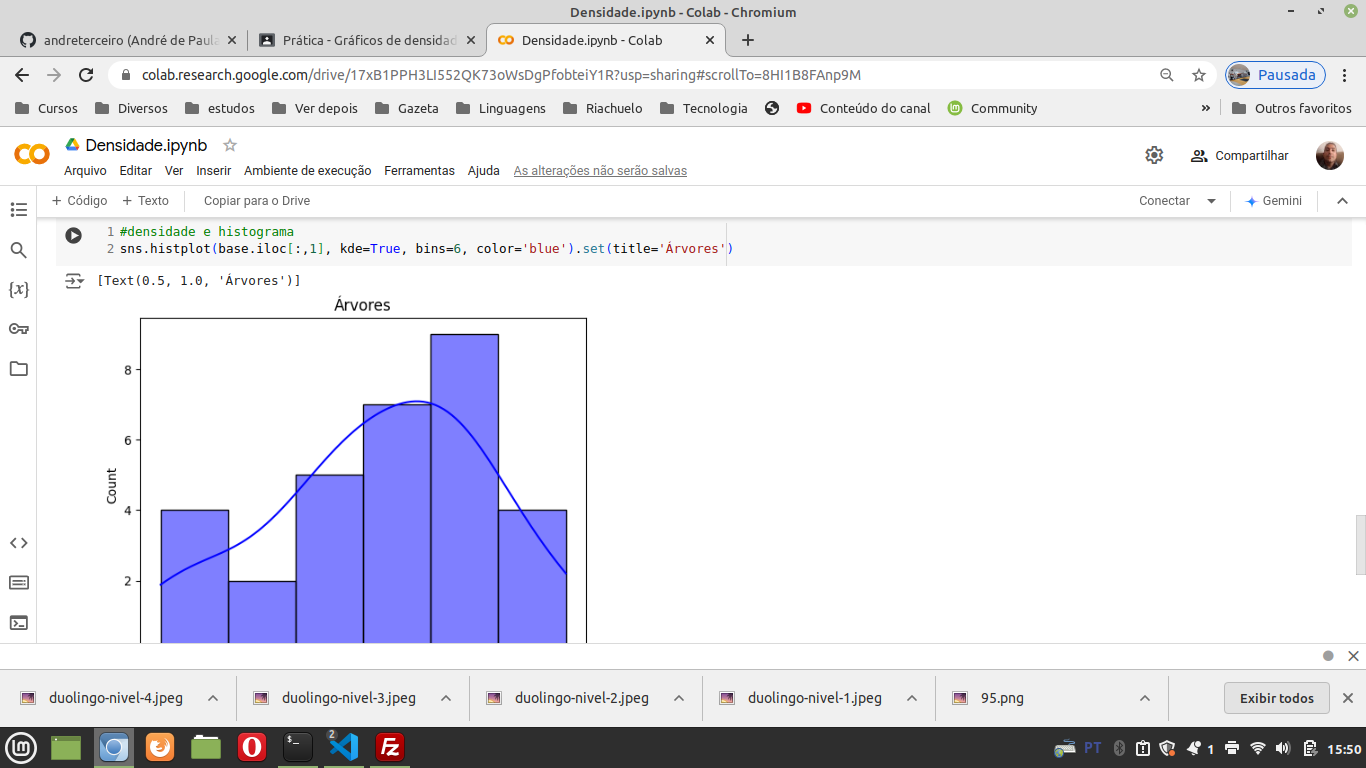 Densidade.ipynb - Colab - Chromium
andreterceiro (André de Paula
Prática - Gráficos de densidad
Densidade.ipynb - Colab
colab.research.google.com/drive/17xB1PPH3LI552QK73oWsDgPfobteiY1R?usp=sharing#scrollTo=8HI1B8FAnp9M
Pausada
Cursos
Diversos
estudos
Ver depois
Gazeta
Linguagens
Riachuelo
Tecnologia
Conteúdo do canal
Community
»
Outros favoritos
Densidade.ipynb
Arquivo Editar Ver Inserir Ambiente de execução Ferramentas Ajuda As alterações não serão salvas
Compartilhar
+ Código + Texto Copiar para o Drive
Conectar
Gemini
1 #densidade e histograma
2 sns.histplot(base.iloc[:,1], kde=True, bins=6, color='blue').set(title='Árvores')
[Text(0.5, 1.0, 'Árvores')]
{x}
Árvores
8
6
Count
4
2
duolingo-nivel-4.jpeg
duolingo-nivel-3.jpeg
duolingo-nivel-2.jpeg
duolingo-nivel-1.jpeg
95.png
Exibir todos
$_
2
Fz
PT
1
15:50